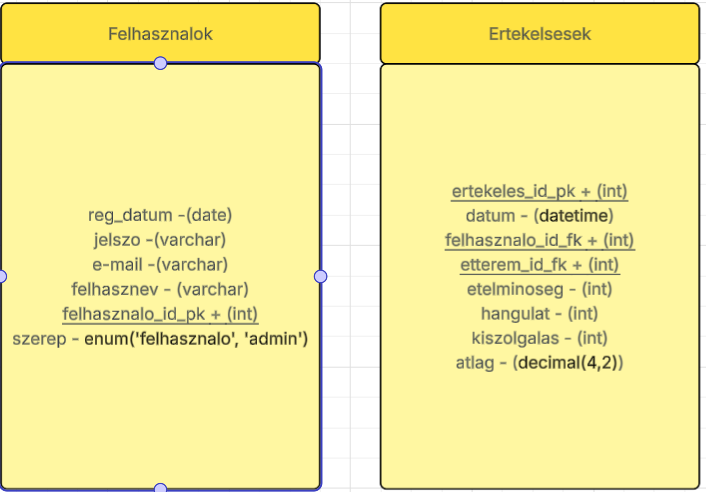 Felhasznalok
reg_datum -(date)
jelszo -(varchar)
e-mail -(varchar)
felhasznev - (varchar)
felhasznalo_id_pk + (int)
szerep - enum('felhasznalo', 'admin')
Ertekelsesek
ertekeles_id_pk + (int)
datum - (datetime)
felhasznalo_id_fk + (int)
etterem_id_fk + (int)
etelminoseg - (int)
hangulat - (int)
kiszolgalas - (int)
atlag - (decimal(4,2))